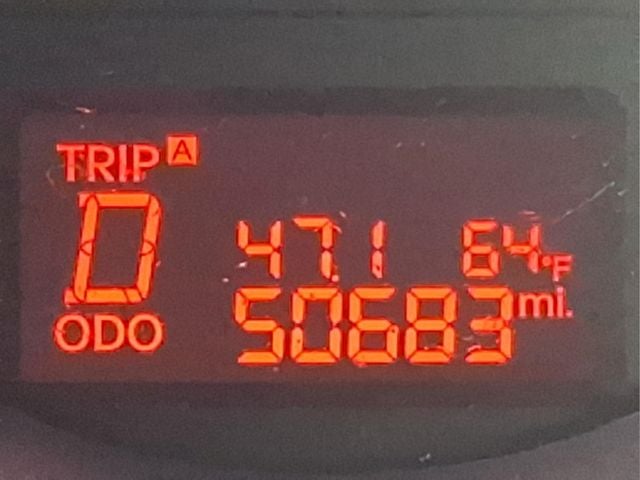 TRIP A
D
47.1 64°F
50683 mi.
ODO